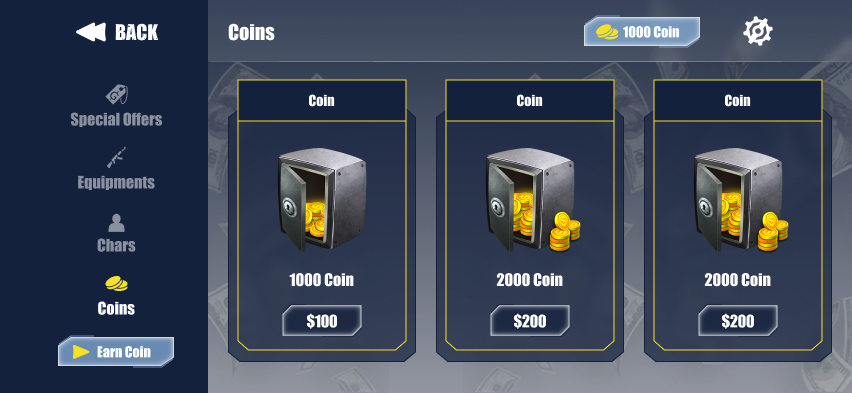 BACK
Special Offers
Equipments
Chars
Coins
Earn Coin
Coins
1000 Coin
Coin
1000 Coin
$100
Coin
2000 Coin
$200
Coin
2000 Coin
$200